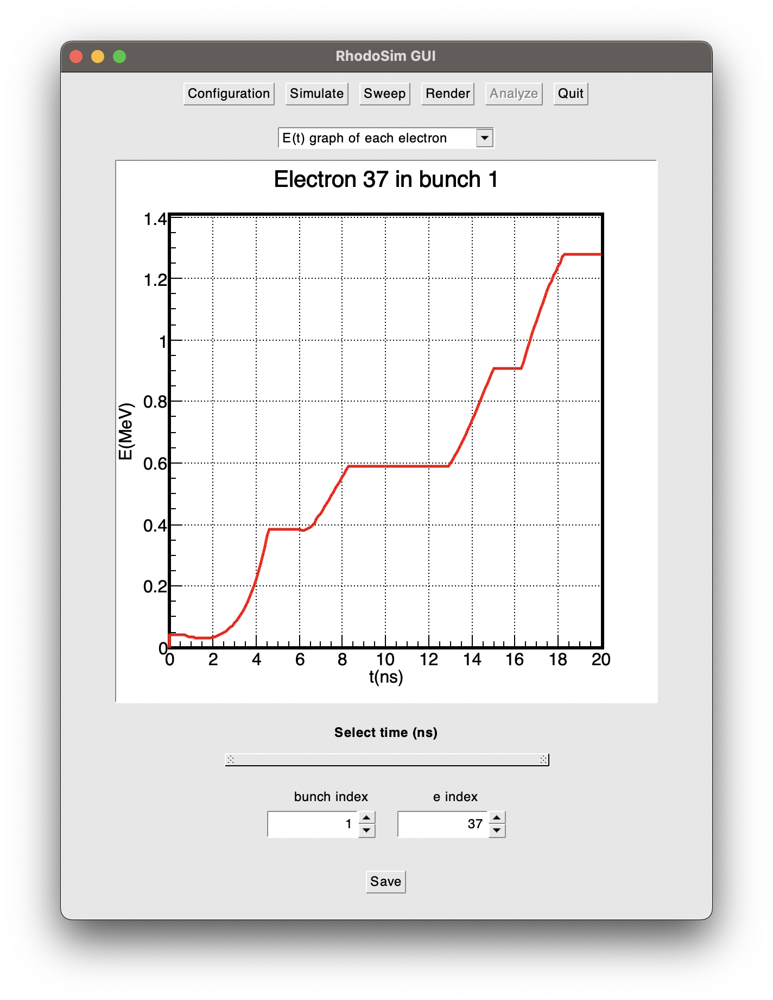 RhodoSim GUI
Configuration Simulate Sweep Render Analyze Quit
E(t) graph of each electron
Electron 37 in bunch 1
1.4
1.2
1
0.8
0.6
0.4
0.2
0
E(MeV)
0 2 4 6 8 10 12 14 16 18 20
t(ns)
Select time (ns)
bunch index e index
1 37
Save